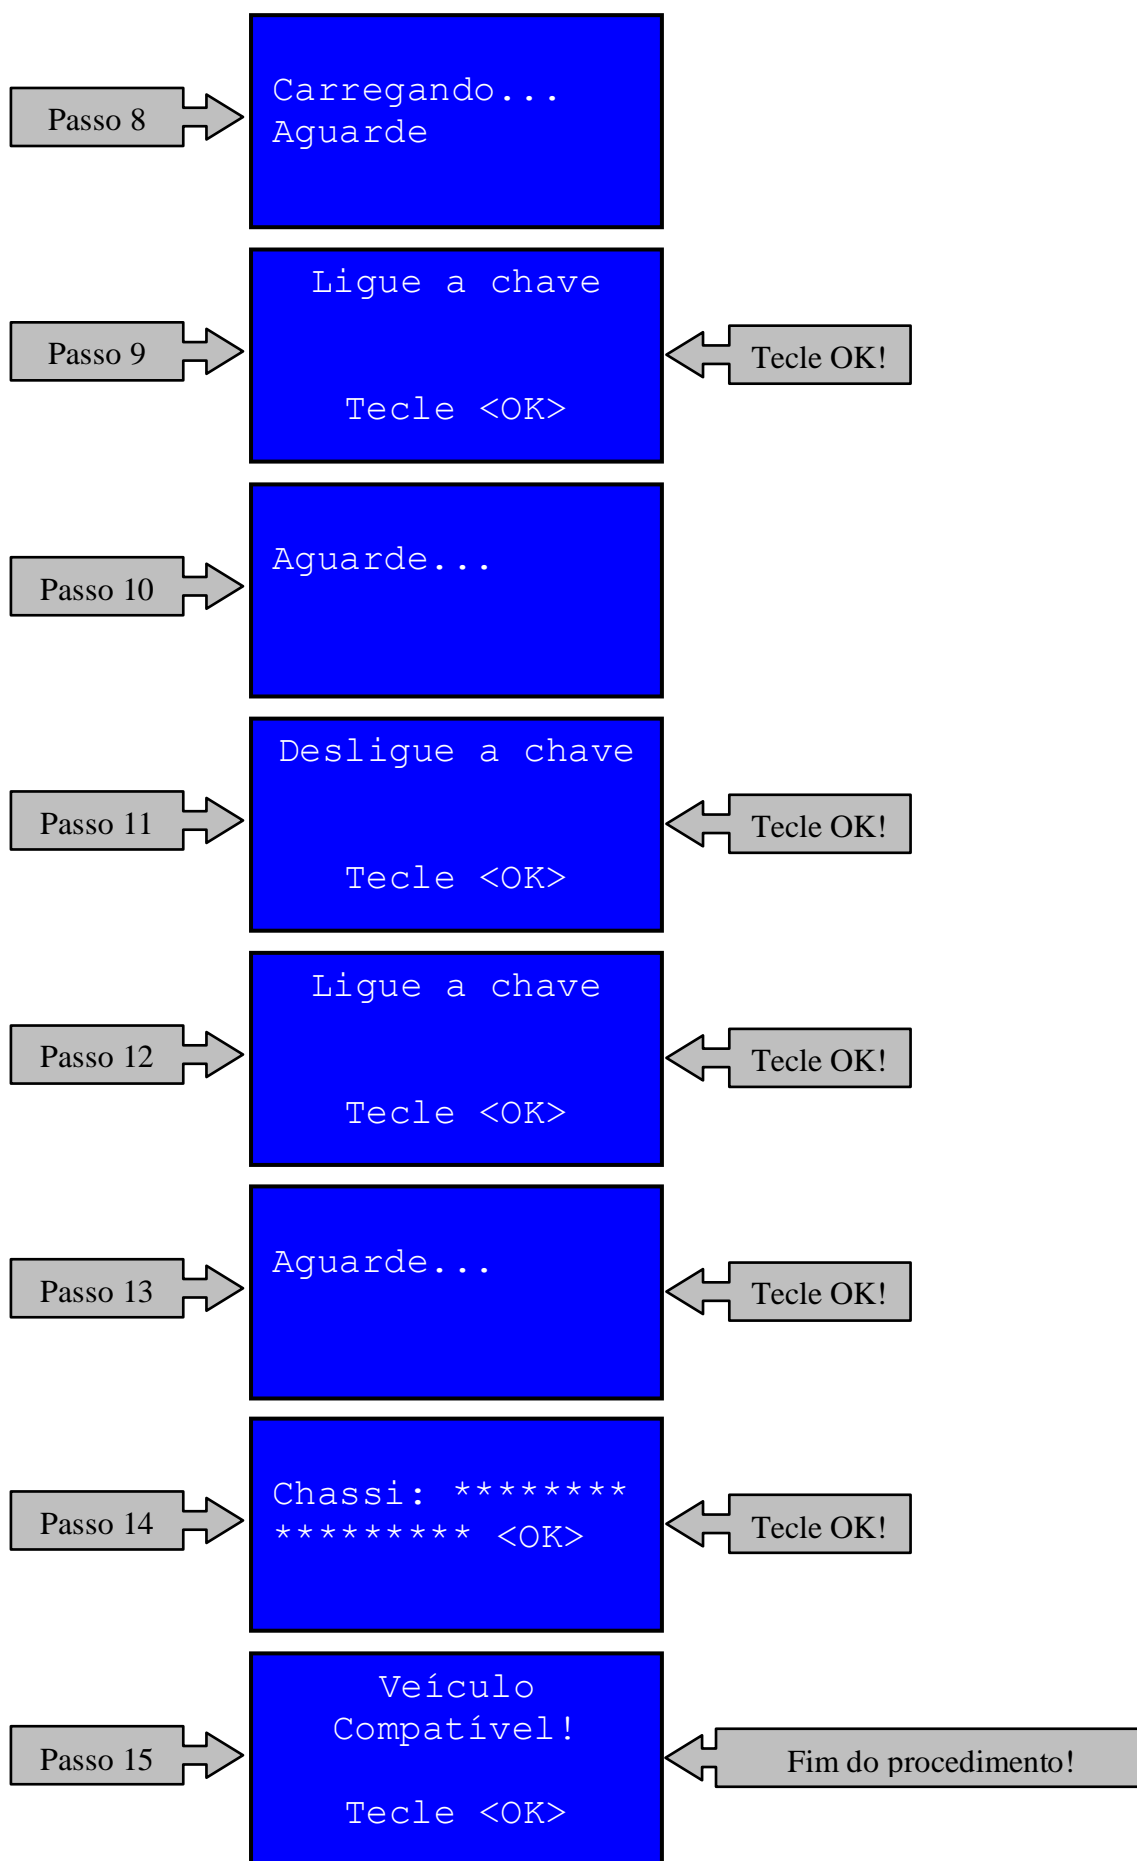 Passo 8
Carregando...
Aguarde
Passo 9
Ligue a chave
Tecle <OK>
Tecle OK!
Passo 10
Aguarde...
Passo 11
Desligue a chave
Tecle <OK>
Tecle OK!
Passo 12
Ligue a chave
Tecle <OK>
Tecle OK!
Passo 13
Aguarde...
Tecle OK!
Passo 14
Chassi: ********
********* <OK>
Tecle OK!
Passo 15
Veículo
Compatível!
Tecle <OK>
Fim do procedimento!